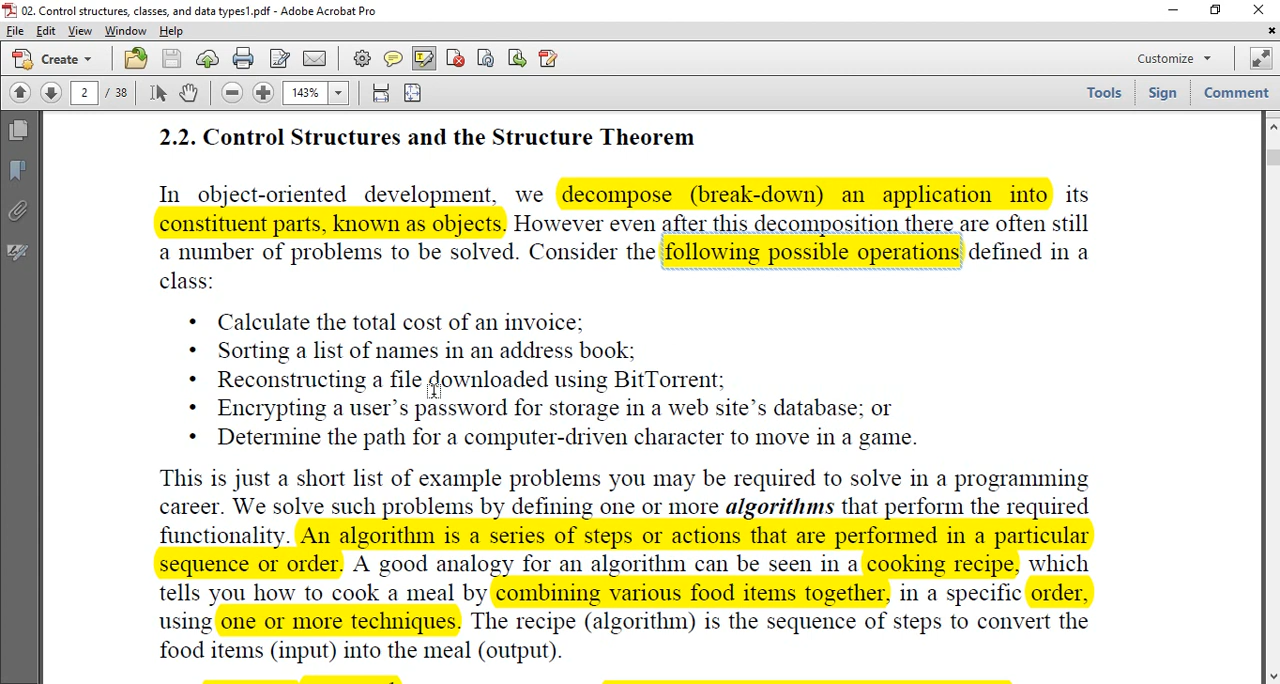 02. Control structures, classes, and data types1.pdf - Adobe Acrobat Pro
File Edit View Window Help
Create Customize
2 / 38 143% Tools Sign Comment
2.2. Control Structures and the Structure Theorem
In object-oriented development, we decompose (break-down) an application into its
constituent parts, known as objects. However even after this decomposition there are often still
a number of problems to be solved. Consider the following possible operations defined in a
class:
• Calculate the total cost of an invoice;
• Sorting a list of names in an address book;
• Reconstructing a file downloaded using BitTorrent;
• Encrypting a user’s password for storage in a web site’s database; or
• Determine the path for a computer-driven character to move in a game.
This is just a short list of example problems you may be required to solve in a programming
career. We solve such problems by defining one or more algorithms that perform the required
functionality. An algorithm is a series of steps or actions that are performed in a particular
sequence or order. A good analogy for an algorithm can be seen in a cooking recipe, which
tells you how to cook a meal by combining various food items together, in a specific order,
using one or more techniques. The recipe (algorithm) is the sequence of steps to convert the
food items (input) into the meal (output).